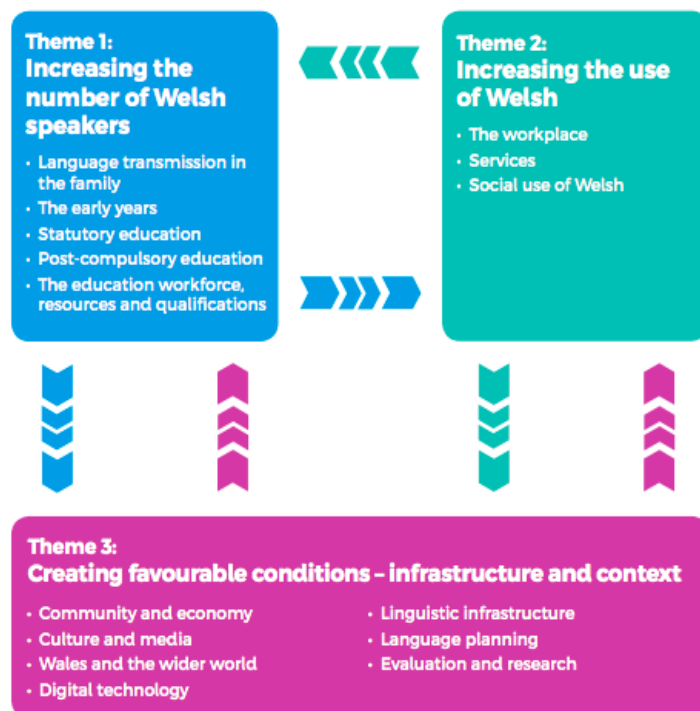 Theme 1:
Increasing the
number of Welsh
speakers
• Language transmission in
the family
• The early years
• Statutory education
• Post-compulsory education
• The education workforce,
resources and qualifications
Theme 2:
Increasing the use
of Welsh
• The workplace
• Services
• Social use of Welsh
Theme 3:
Creating favourable conditions – infrastructure and context
• Community and economy
• Culture and media
• Wales and the wider world
• Digital technology
• Linguistic infrastructure
• Language planning
• Evaluation and research